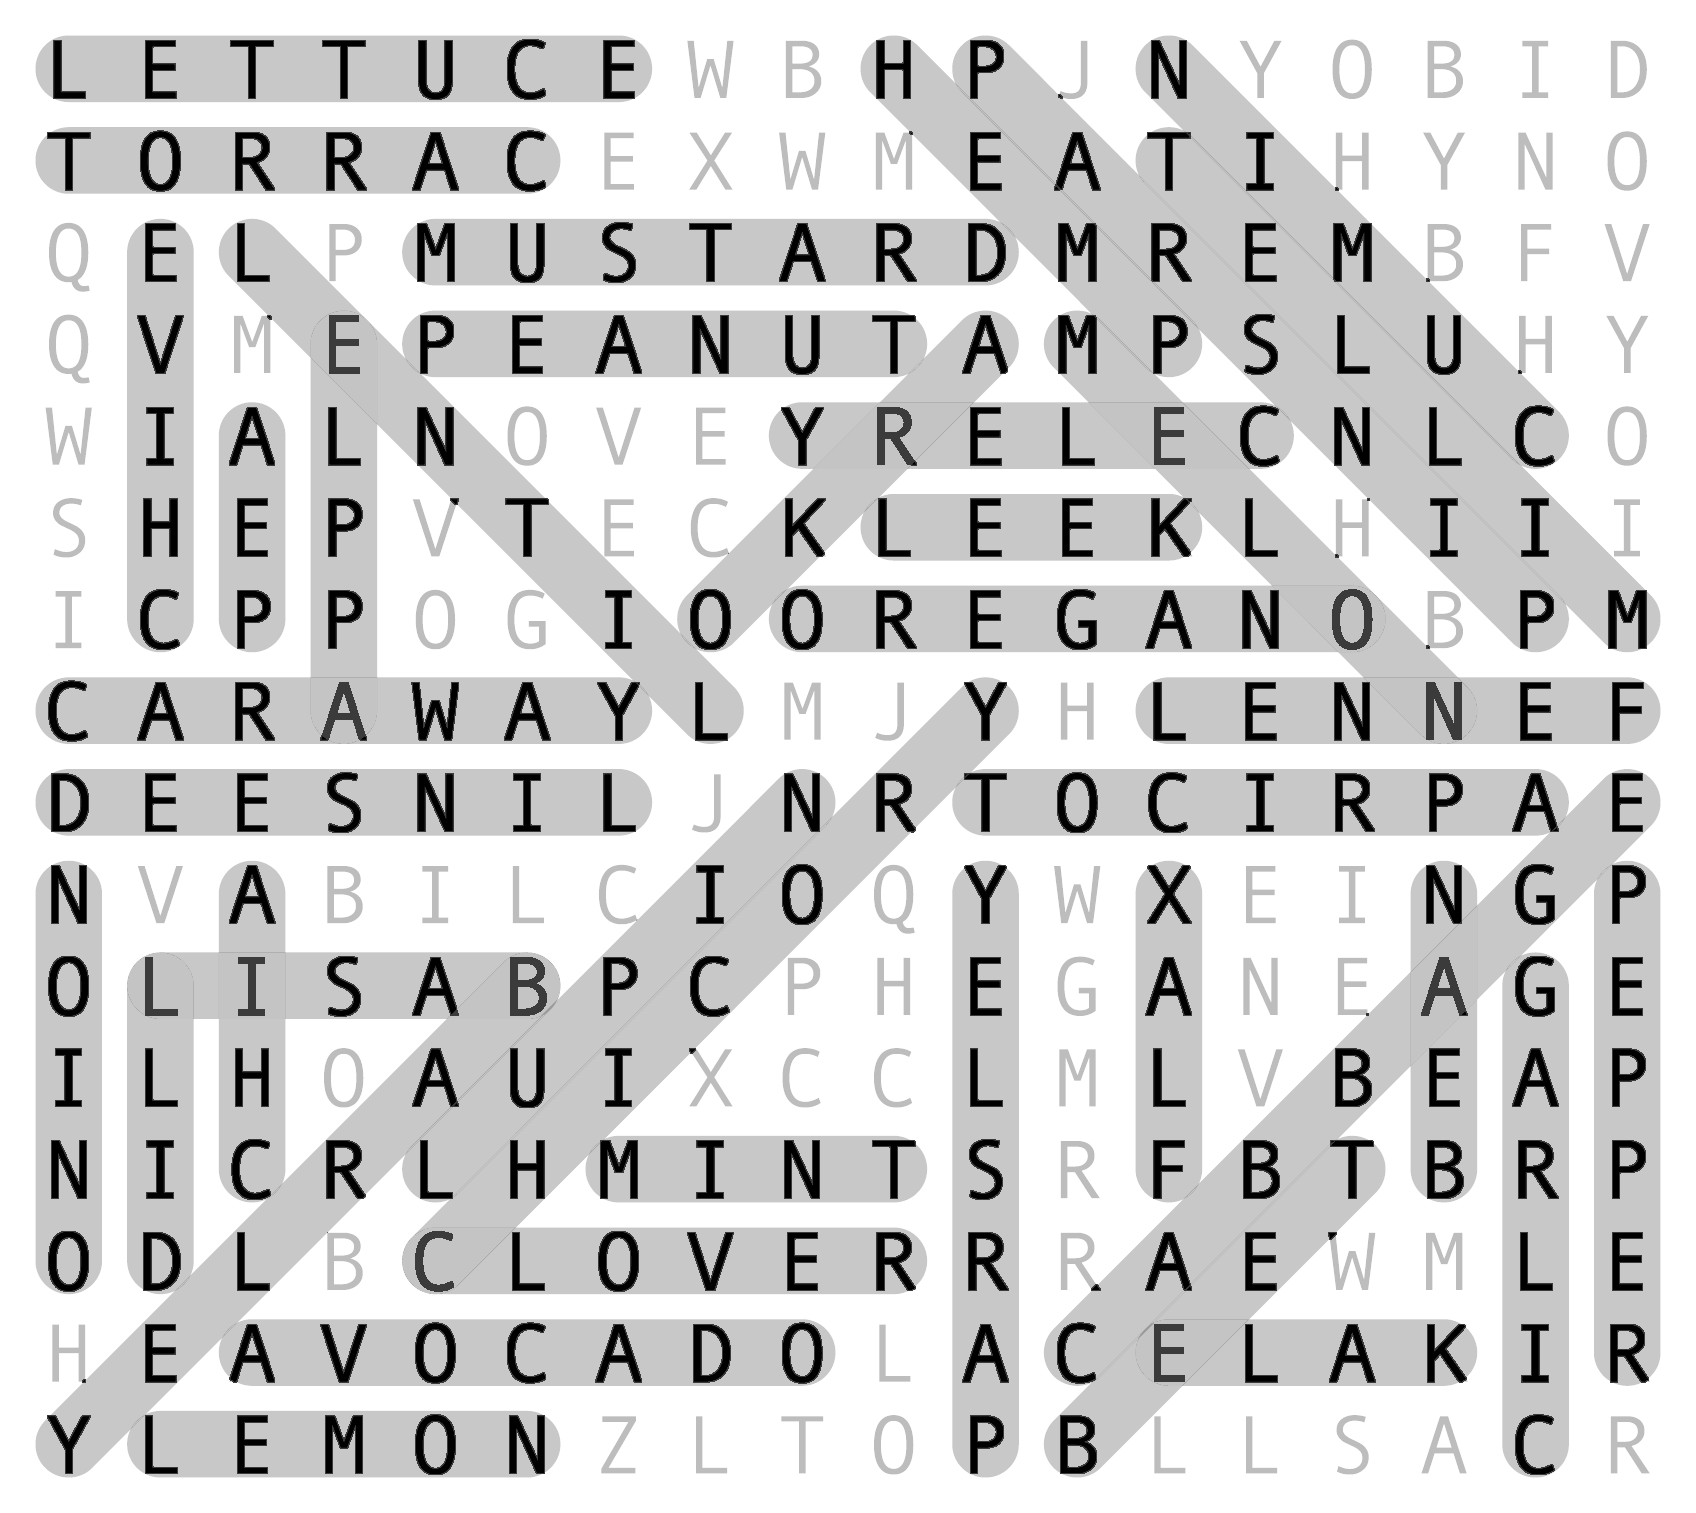 L E T T U C E W B H P J N Y O B I D
T O R R A C E X W M E A T I H Y N O
Q E L P M U S T A R D M R E M B F V
Q V M E P E A N U T A M P S L U H Y
W I A L N O V E Y R E L E C N L C O
S H E P V T E C K L E E K L H I I I
I C P P O G I O O R E G A N O B P M
C A R A W A Y L M J Y H L E N N E F
D E E S N I L J N R T O C I R P A E
N V A B I L C I O Q Y W X E I N G P
O L I S A B P C P H E G A N E A G E
I L H O A U I X C C L M L V B E A P
N I C R L H M I N T S R F B T B R P
O D L B C L O V E R R R A E W M L E
H E A V O C A D O L A C E L A K I R
Y L E M O N Z L T O P B L L S A C R